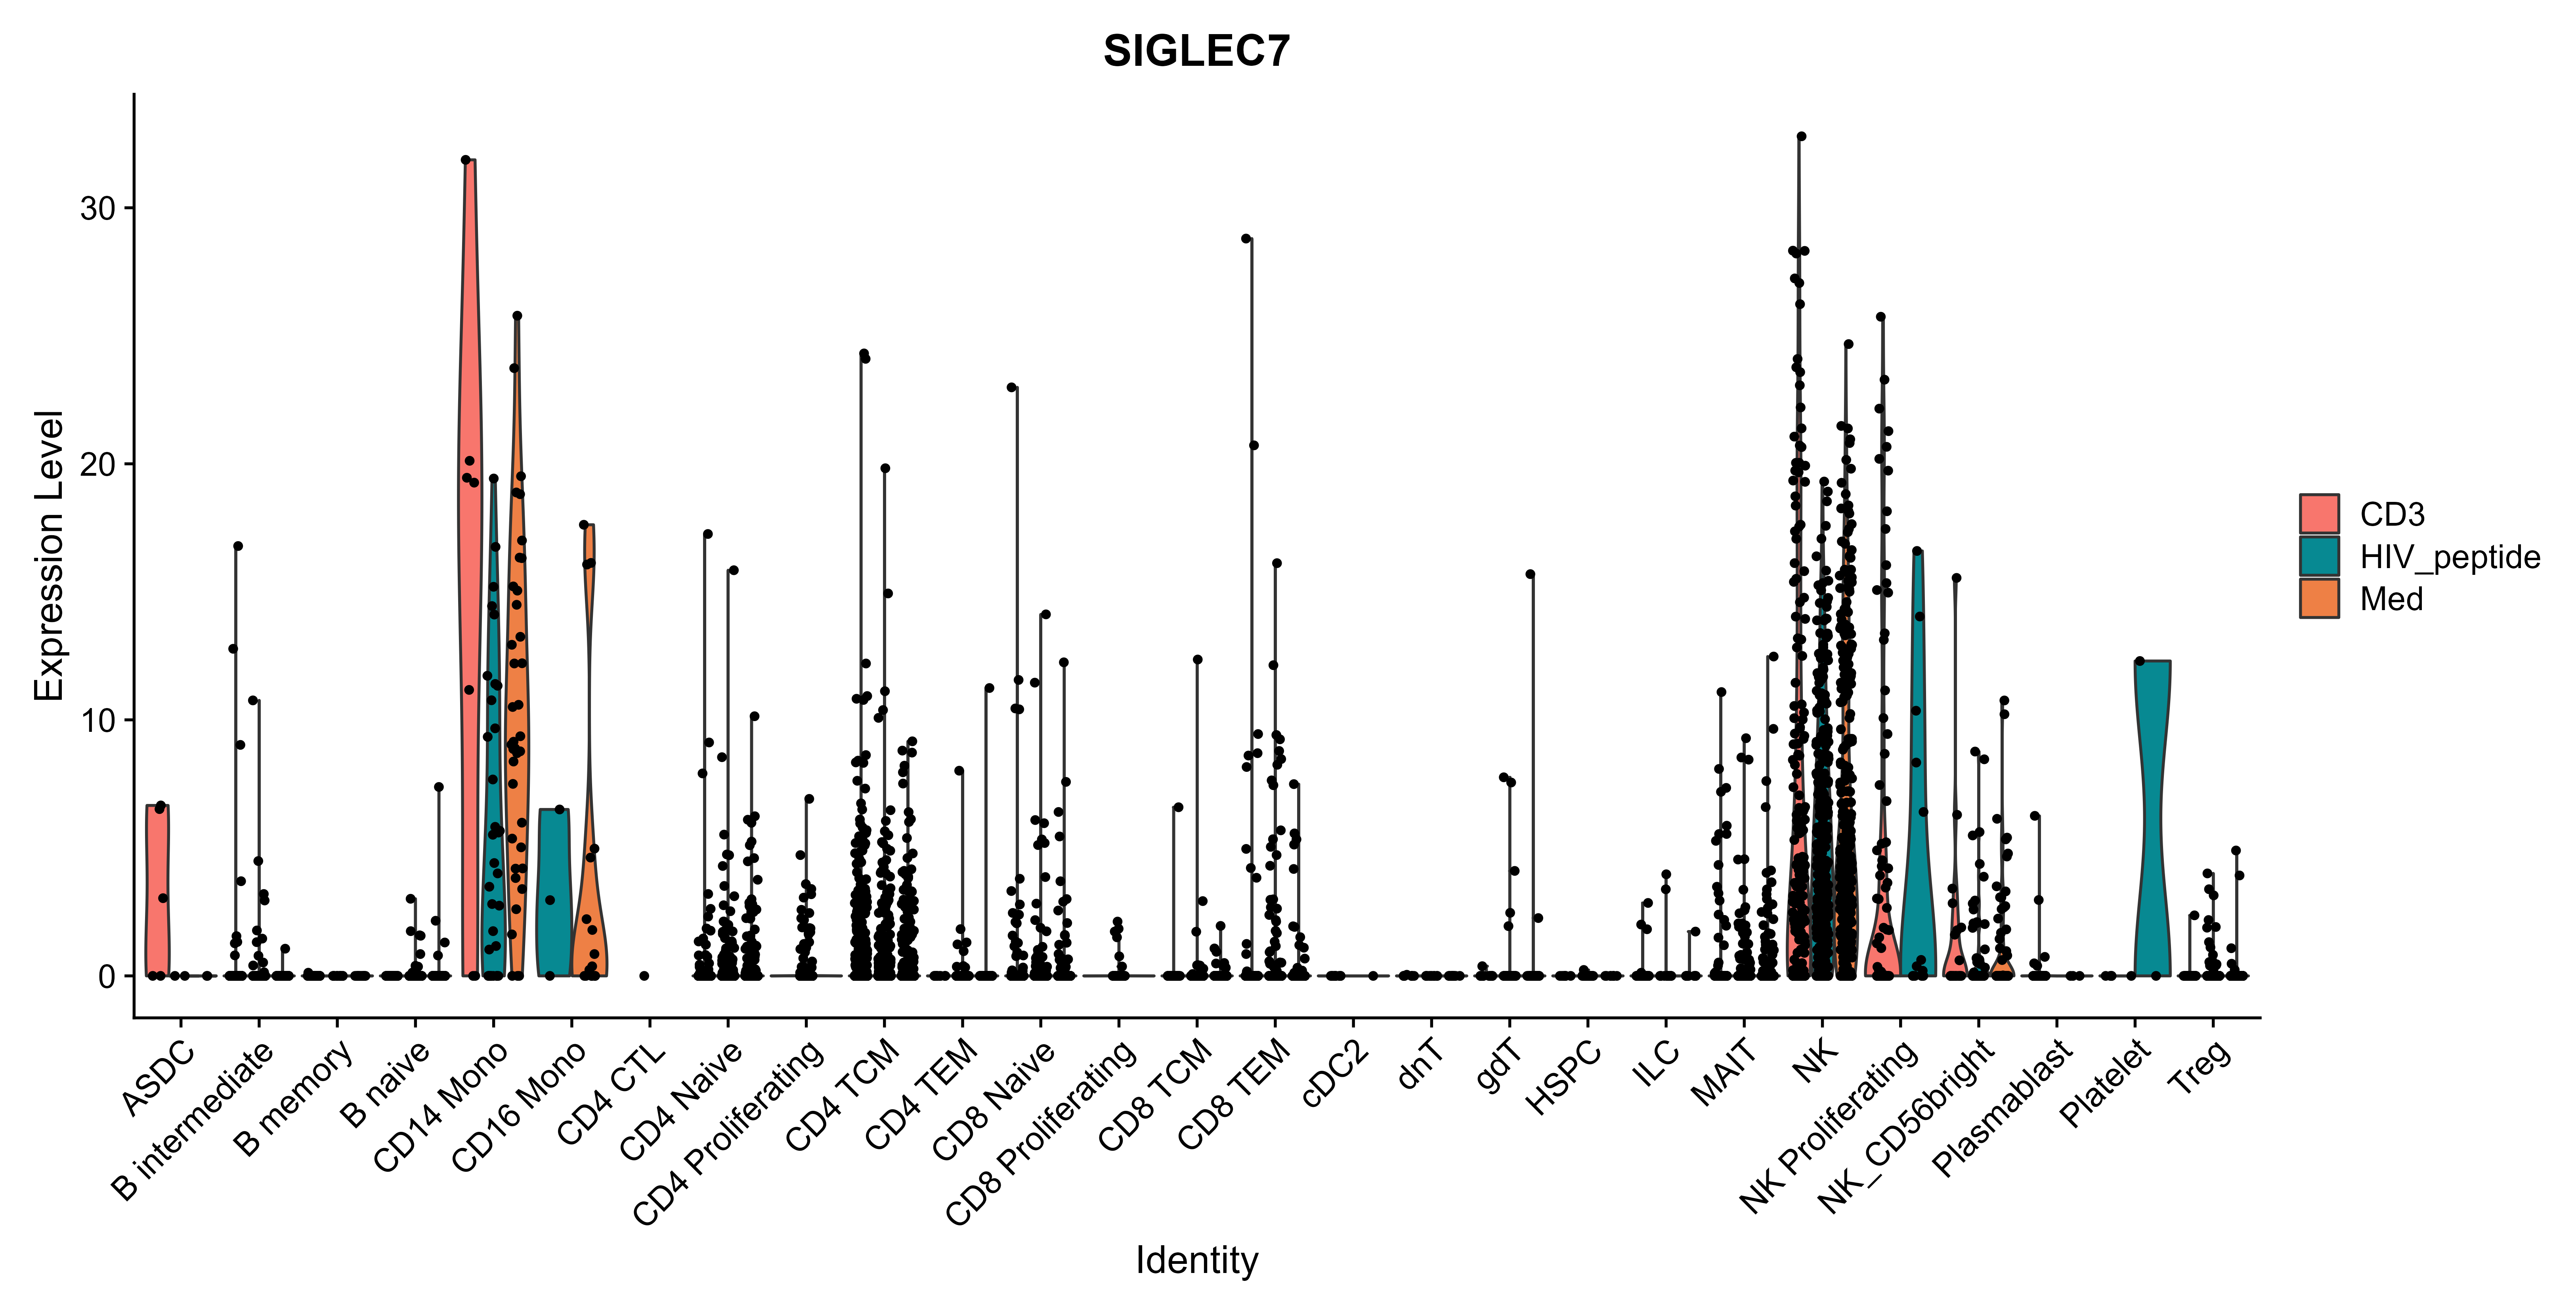 SIGLEC7
Expression Level
30
20
10
0
ASDC
B intermediate
B memory
B naive
CD14 Mono
CD16 Mono
CD4 CTL
CD4 Naive
CD4 Proliferating
CD4 TCM
CD4 TEM
CD8 Naive
CD8 Proliferating
CD8 TCM
CD8 TEM
cDC2
dnT
gdT
HSPC
ILC
MAIT
NK
NK Proliferating
NK_CD56bright
Plasmablast
Platelet
Treg
Identity
CD3
HIV_peptide
Med